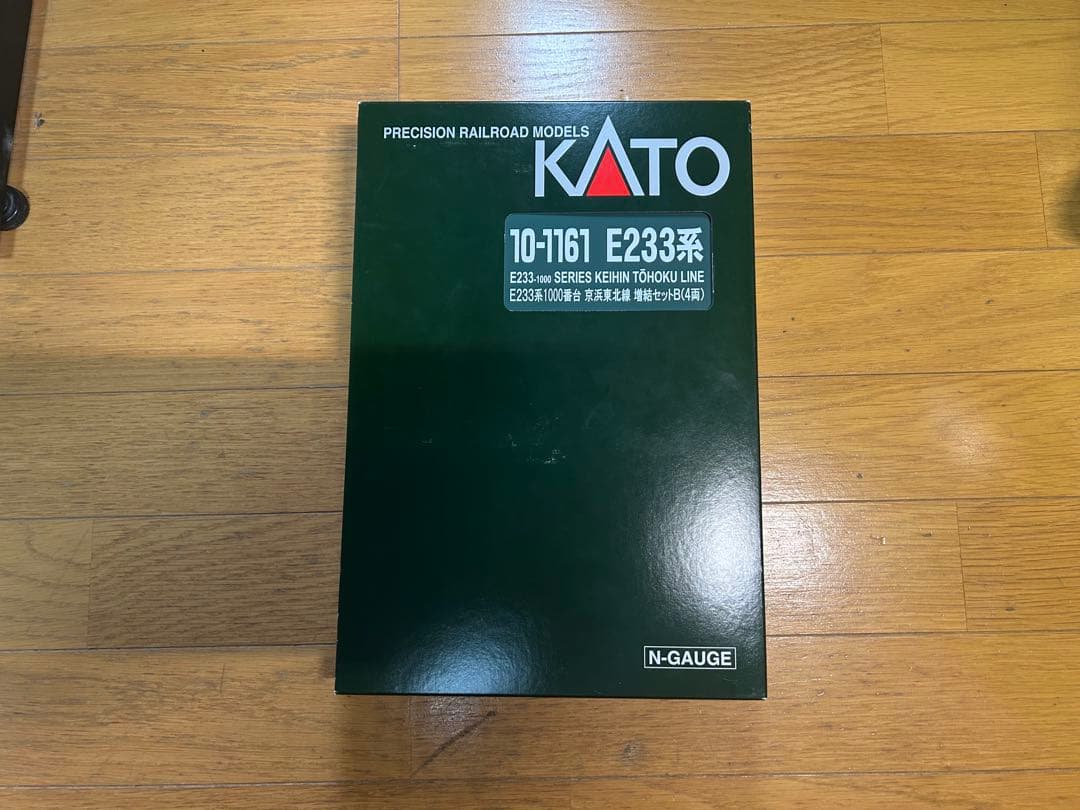 PRECISION RAILROAD MODELS
KATO
10-1161 E233系
E233-1000 SERIES KEIHIN TŌHOKU LINE
E233系1000番台 京浜東北線 増結セットB(4両)
N-GAUGE